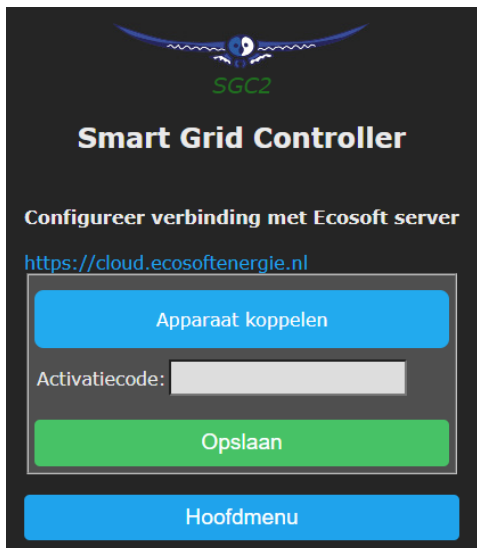 SGC2
Smart Grid Controller
Configureer verbinding met Ecosoft server
https://cloud.ecosoftenergie.nl
Apparaat koppelen
Activatiecode:
Opslaan
Hoofdmenu